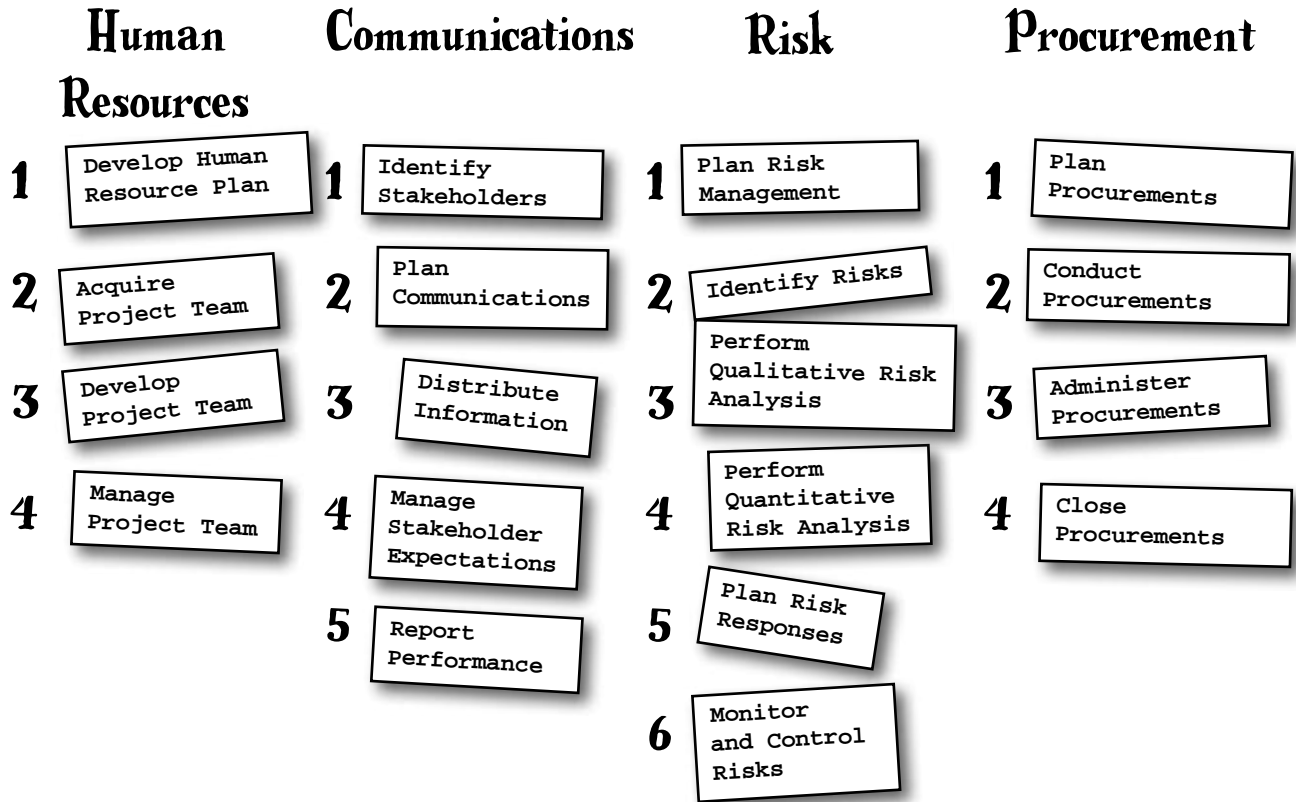 Human
Resources
1
Develop Human
Resource Plan
2
Acquire
Project Team
3
Develop
Project Team
4
Manage
Project Team
Communications
1
Identify
Stakeholders
2
Plan
Communications
3
Distribute
Information
4
Manage
Stakeholder
Expectations
5
Report
Performance
Risk
1
Plan Risk
Management
2
Identify Risks
3
Perform
Qualitative Risk
Analysis
4
Perform
Quantitative
Risk Analysis
5
Plan Risk
Responses
6
Monitor
and Control
Risks
Procurement
1
Plan
Procurements
2
Conduct
Procurements
3
Administer
Procurements
4
Close
Procurements